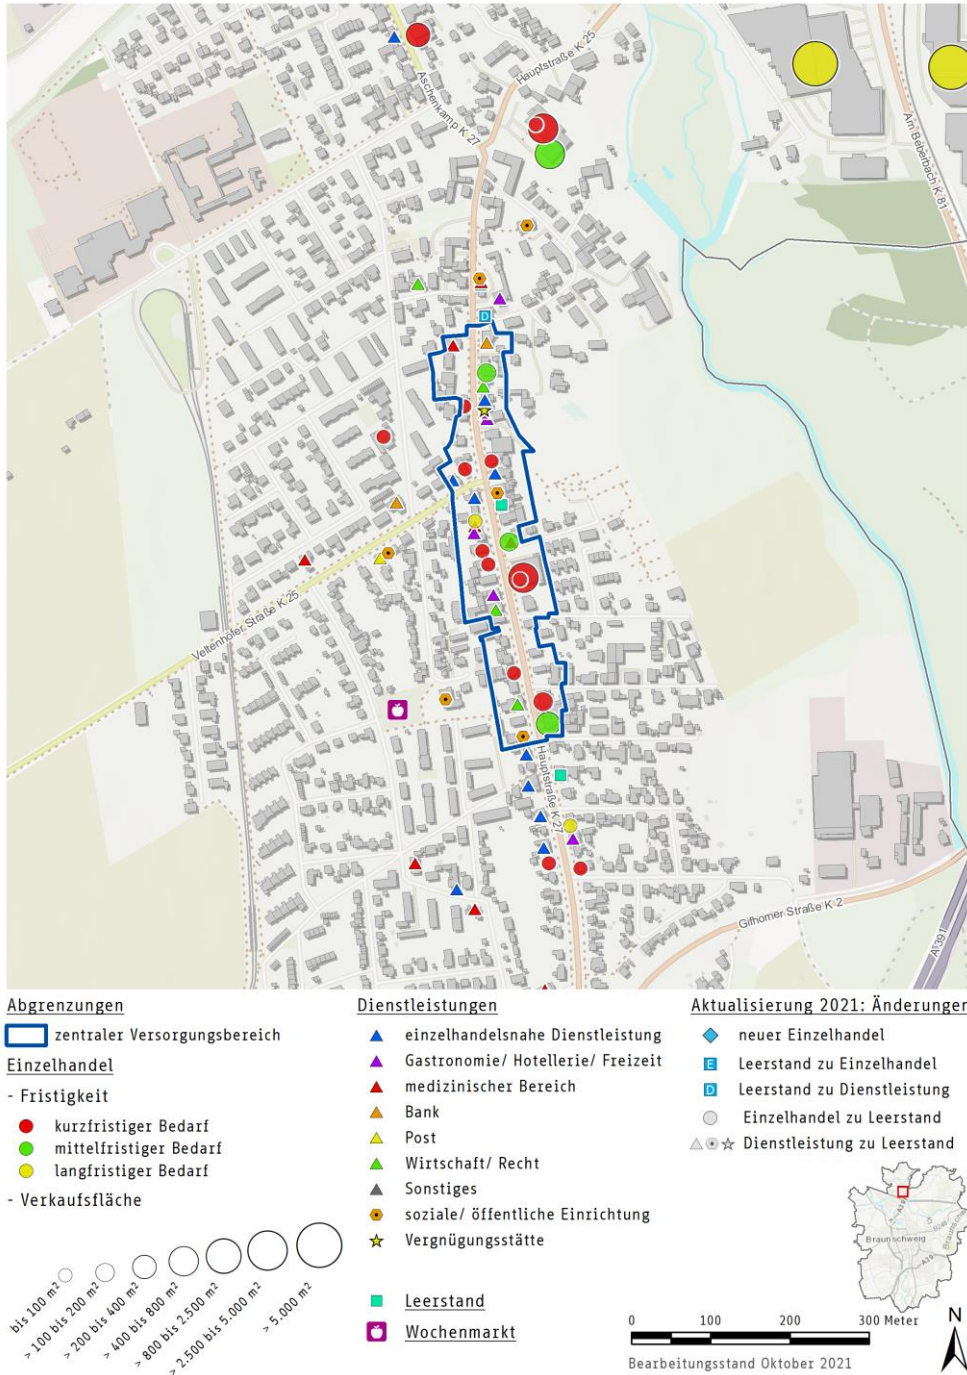 Hauptstraße K 25
Aschenkamp K 27
Am Beberbach K 81
D
Veltenhofer Straße K 25
Hauptstraße K 27
Gifhorner Straße K 2
A 391
Abgrenzungen
zentraler Versorgungsbereich
Einzelhandel
- Fristigkeit
kurzfristiger Bedarf
mittelfristiger Bedarf
langfristiger Bedarf
- Verkaufsfläche
bis 100 m²
> 100 bis 200 m²
> 200 bis 400 m²
> 400 bis 800 m²
> 800 bis 2.500 m²
> 2.500 bis 5.000 m²
> 5.000 m²
Dienstleistungen
einzelhandelsnahe Dienstleistung
Gastronomie/ Hotellerie/ Freizeit
medizinischer Bereich
Bank
Post
Wirtschaft/ Recht
Sonstiges
soziale/ öffentliche Einrichtung
Vergnügungsstätte
Leerstand
Wochenmarkt
Aktualisierung 2021: Änderungen
neuer Einzelhandel
E Leerstand zu Einzelhandel
D Leerstand zu Dienstleistung
Einzelhandel zu Leerstand
Dienstleistung zu Leerstand
Braunschweig
A 39
0 100 200 300 Meter
N
Bearbeitungsstand Oktober 2021